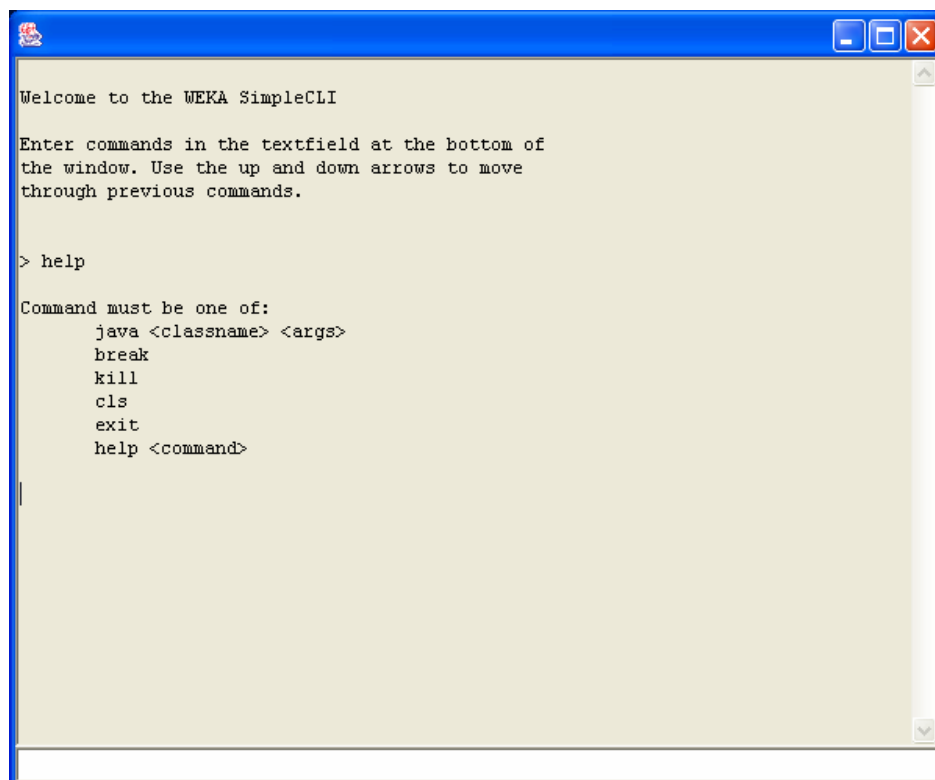 Welcome to the WEKA SimpleCLI
Enter commands in the textfield at the bottom of
the window. Use the up and down arrows to move
through previous commands.
> help
Command must be one of:
java <classname> <args>
break
kill
cls
exit
help <command>